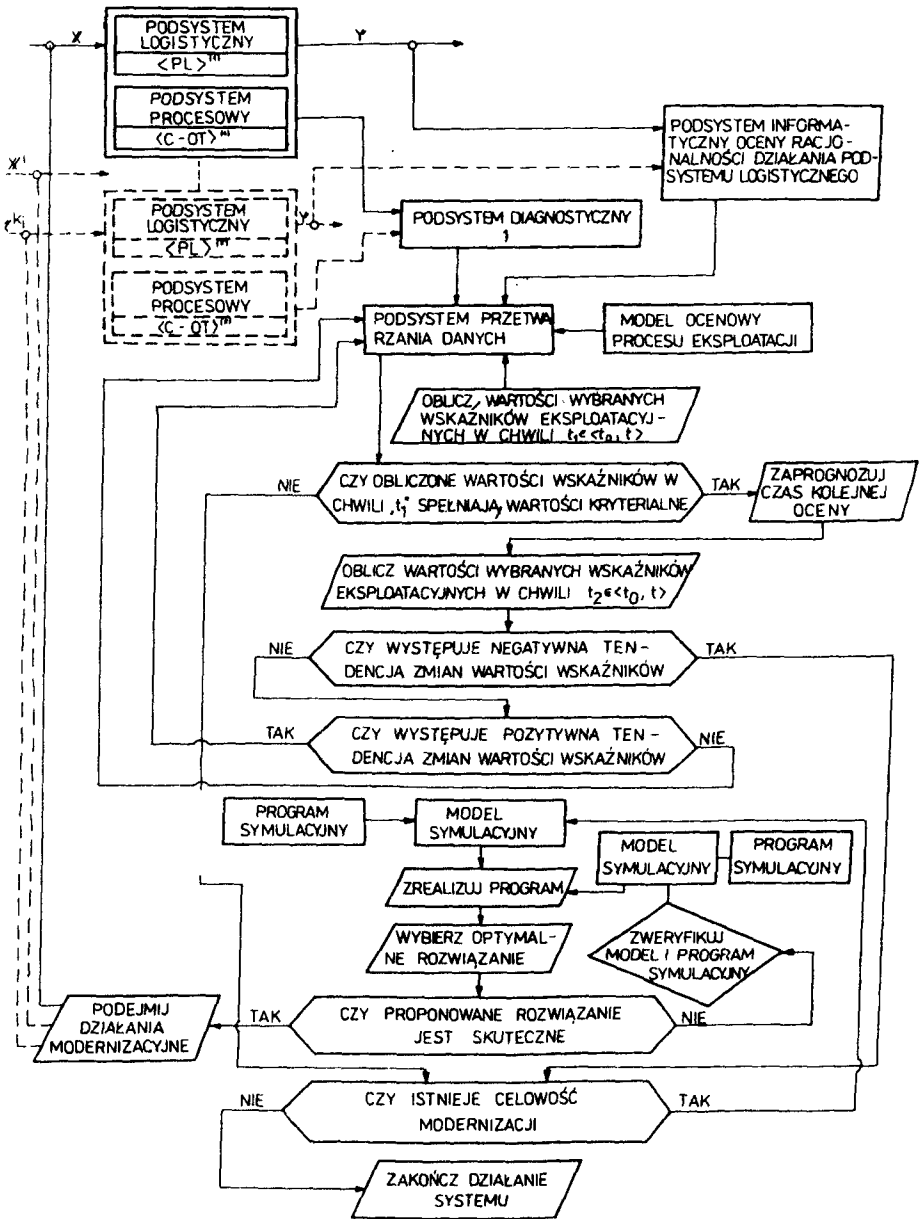 X
PODSYSTEM
LOGISTYCZNY
<PL>ᵐ
Y
PODSYSTEM
PROCESOWY
<C-OT>ᵐ
PODSYSTEM INFORMA-
TYCZNY OCENY RACJO-
NALNOŚCI DZIAŁANIA POD-
SYSTEMU LOGISTYCZNEGO
X'
PODSYSTEM
LOGISTYCZNY
<PL>ᵐ
PODSYSTEM
PROCESOWY
<C-OT>ᵐ
PODSYSTEM DIAGNOSTYCZNY
PODSYSTEM PRZETWA
RZANIA DANYCH
MODEL OCENOWY
PROCESU EKSPLOATACJI
OBLICZ WARTOŚCI WYBRANYCH
WSKAŹNIKÓW EKSPLOATACYJ-
NYCH W CHWILI t₁ϵ<t₀, t>
NIE
CZY OBLICZONE WARTOŚCI WSKAŹNIKÓW W
CHWILI „t₁" SPEŁNIAJĄ WARTOŚCI KRYTERIALNE
TAK
ZAPROGNOZUJ
CZAS KOLEJNEJ
OCENY
OBLICZ WARTOŚCI WYBRANYCH WSKAŹNIKÓW
EKSPLOATACYJNYCH W CHWILI t₂ϵ<t₀, t>
NIE
CZY WYSTĘPUJE NEGATYWNA TEN-
DENCJA ZMIAN WARTOŚCI WSKAŹNIKÓW
TAK
TAK
CZY WYSTĘPUJE POZYTYWNA TEN-
DENCJA ZMIAN WARTOŚCI WSKAŹNIKÓW
NIE
PROGRAM
SYMULACYJNY
MODEL
SYMULACYJNY
MODEL
SYMULACYJNY
PROGRAM
SYMULACYJNY
ZREALIZUJ PROGRAM
WYBIERZ OPTYMAL-
NE ROZWIĄZANIE
ZWERYFIKUJ
MODEL I PROGRAM
SYMULACYJNY
PODEJMIJ
DZIAŁANIA
MODERNIZACYJNE
TAK
CZY PROPONOWANE ROZWIĄZANIE
JEST SKUTECZNE
NIE
NIE
CZY ISTNIEJE CELOWOŚĆ
MODERNIZACJI
TAK
ZAKOŃCZ DZIAŁANIE
SYSTEMU